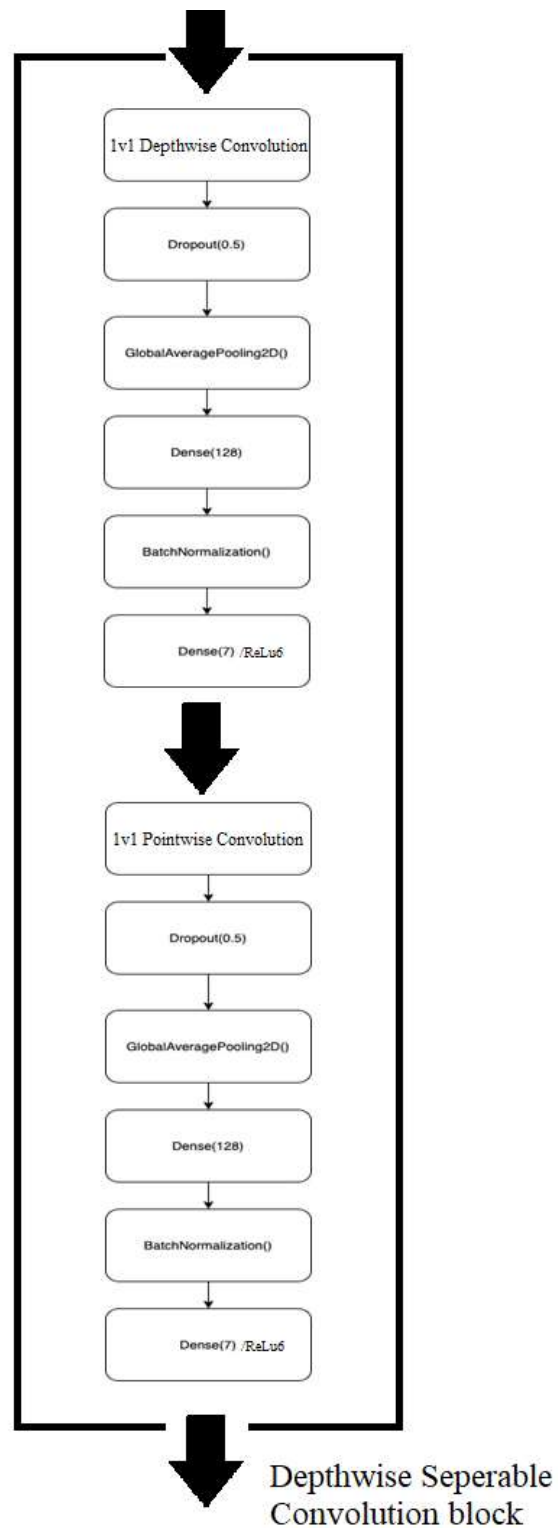 1v1 Depthwise Convolution
Dropout(0.5)
GlobalAveragePooling2D()
Dense(128)
BatchNormalization()
Dense(7) /ReLu6
1v1 Pointwise Convolution
Dropout(0.5)
GlobalAveragePooling2D()
Dense(128)
BatchNormalization()
Dense(7) /ReLu6
Depthwise Seperable
Convolution block